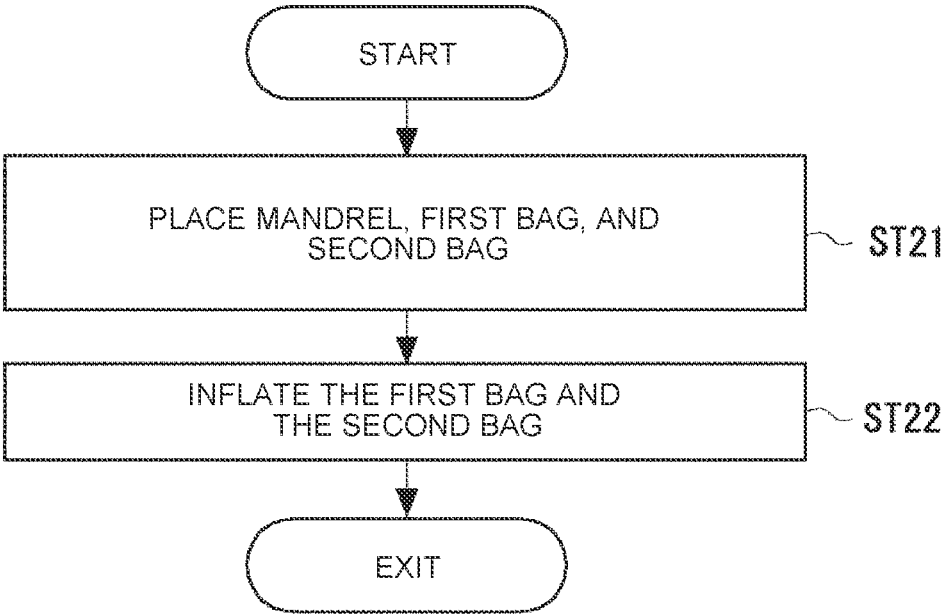 START
PLACE MANDREL, FIRST BAG, AND
SECOND BAG
ST21
INFLATE THE FIRST BAG AND
THE SECOND BAG
ST22
EXIT